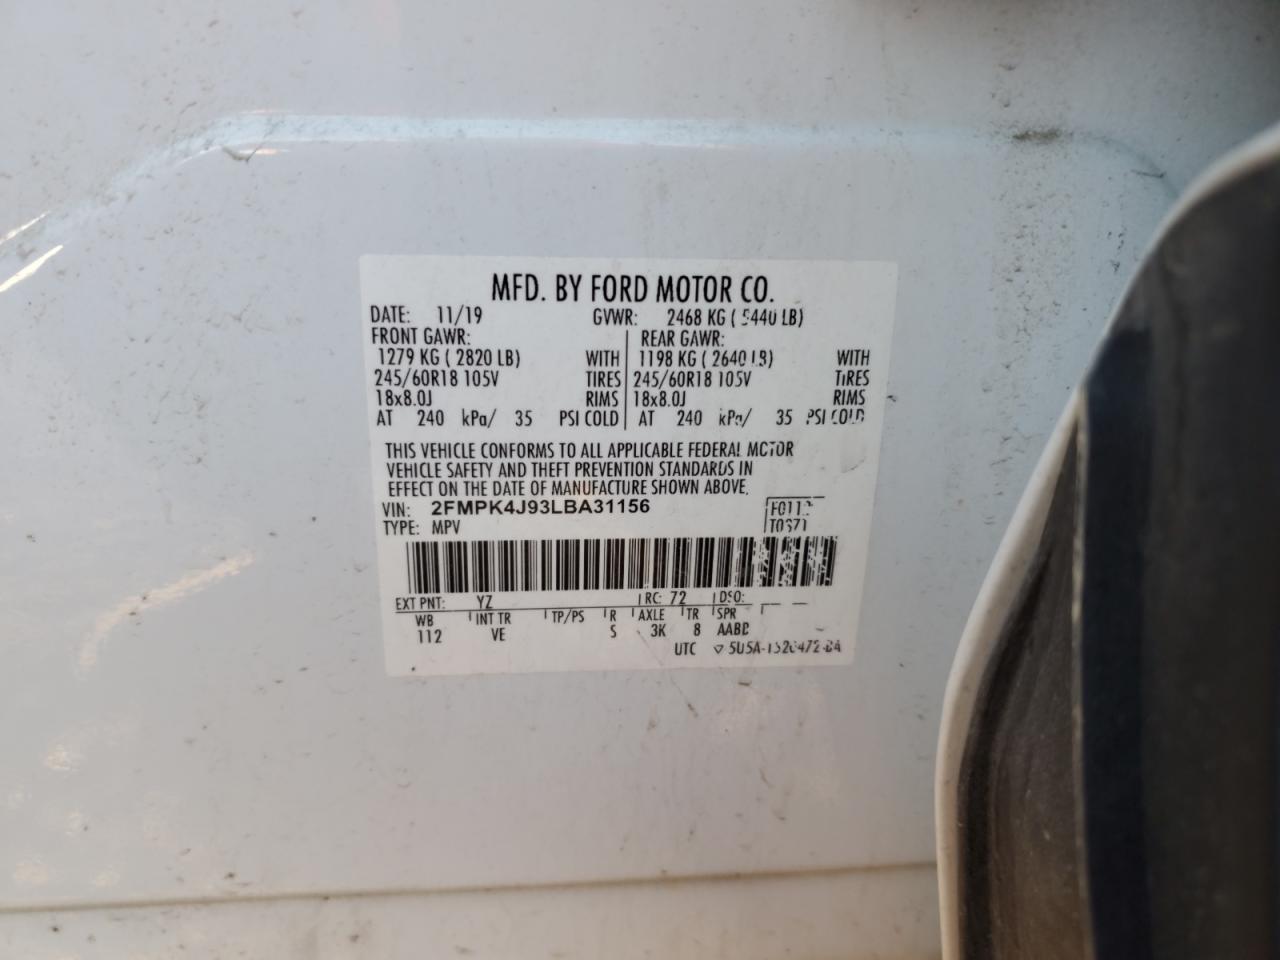 MFD. BY FORD MOTOR CO.
DATE: 11/19 GVWR: 2468 KG ( 5440 LB)
FRONT GAWR: REAR GAWR:
1279 KG ( 2820 LB) WITH 1198 KG ( 2640 LB) WITH
245/60R18 105V TIRES 245/60R18 105V TIRES
18x8.0J RIMS 18x8.0J RIMS
AT 240 kPa/ 35 PSI COLD AT 240 kPa/ 35 PSI COLD
THIS VEHICLE CONFORMS TO ALL APPLICABLE FEDERAL MOTOR
VEHICLE SAFETY AND THEFT PREVENTION STANDARDS IN
EFFECT ON THE DATE OF MANUFACTURE SHOWN ABOVE.
VIN: 2FMPK4J93LBA31156
TYPE: MPV
EXT PNT: YZ RC: 72 DSO:
WB INT TR TP/PS R AXLE TR SPR
112 VE S 3K 8
UTC